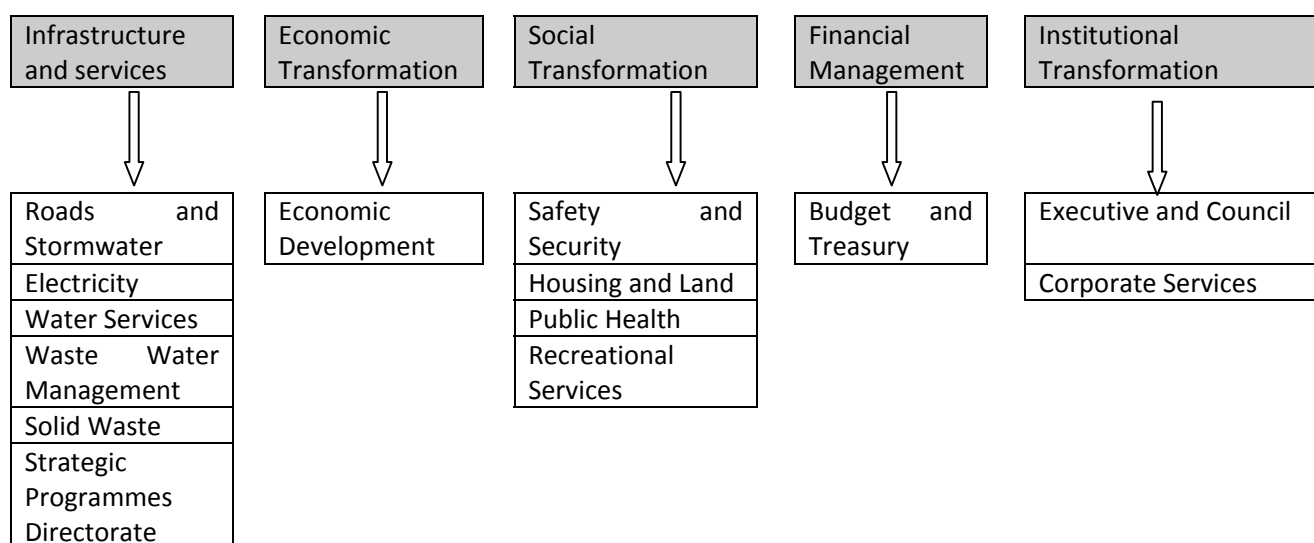 Infrastructure
and services
Economic
Transformation
Social
Transformation
Financial
Management
Institutional
Transformation
Roads and
Stormwater
Electricity
Water Services
Waste Water
Management
Solid Waste
Strategic
Programmes
Directorate
Economic
Development
Safety and
Security
Housing and Land
Public Health
Recreational
Services
Budget and
Treasury
Executive and Council
Corporate Services